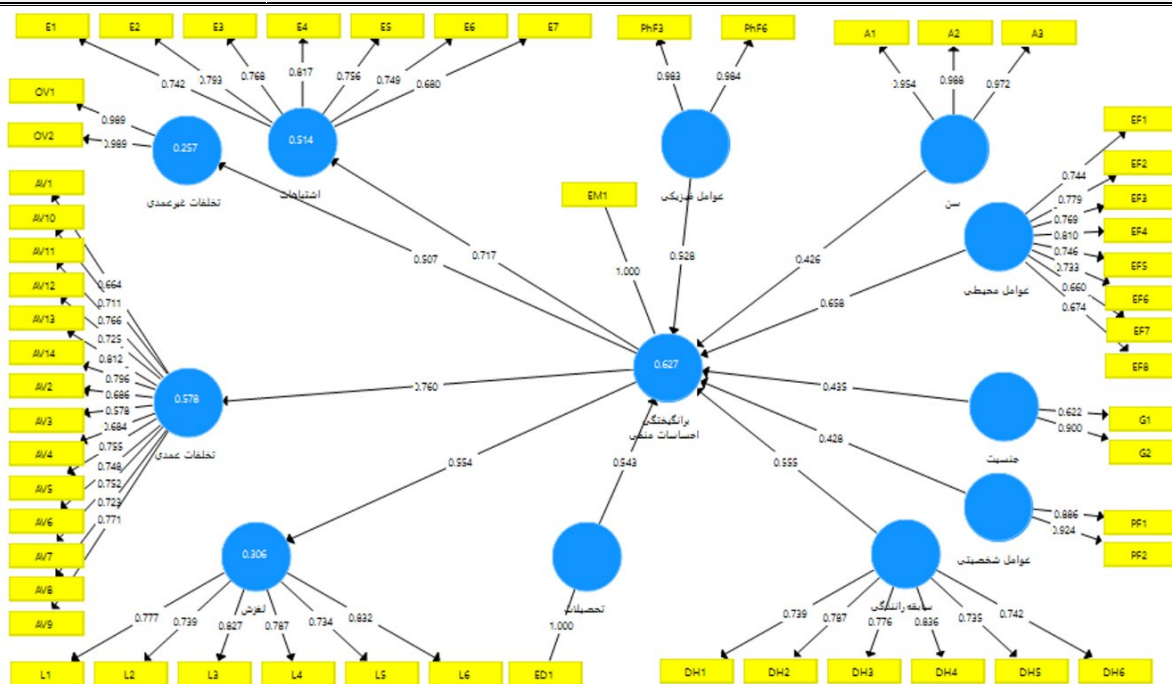 E1
E2
E3
E4
E5
E6
E7
PhF3
PhF6
A1
A2
A3
0.742
0.793
0.768
0.817
0.756
0.749
0.680
0.983
0.984
0.954
0.988
0.972
OV1
OV2
0.989
0.989
0.257
تخلفات غیرعمدی
0.514
اشتباهات
عوامل فیزیکی
سن
EF1
EF2
EF3
EF4
EF5
EF6
EF7
EF8
0.744
0.779
0.769
0.810
0.746
0.733
0.660
0.674
عوامل محیطی
EM1
1.000
0.507
0.717
0.528
0.426
0.658
AV1
AV10
AV11
AV12
AV13
AV14
AV2
AV3
AV4
AV5
AV6
AV7
AV8
AV9
0.664
0.711
0.766
0.725
0.812
0.796
0.686
0.578
0.684
0.755
0.748
0.752
0.723
0.771
0.578
تخلفات عمدی
0.760
0.627
برانگیختگی
احساسات منفی
0.435
جنسیت
0.622
0.900
G1
G2
0.428
عوامل شخصیتی
0.886
0.924
PF1
PF2
0.554
0.543
0.555
0.306
لغزش
تحصیلات
سابقه رانندگی
0.777
0.739
0.827
0.787
0.734
0.832
1.000
0.739
0.787
0.776
0.836
0.735
0.742
L1
L2
L3
L4
L5
L6
ED1
DH1
DH2
DH3
DH4
DH5
DH6